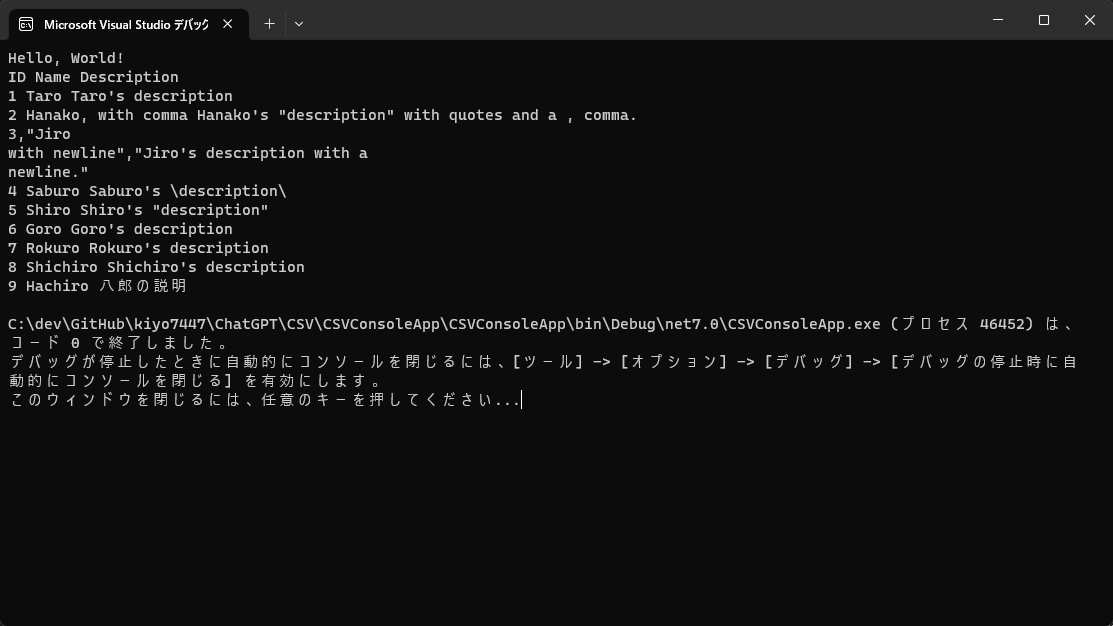 Microsoft Visual Studio デバック
Hello, World!
ID Name Description
1 Taro Taro's description
2 Hanako, with comma Hanako's "description" with quotes and a , comma.
3,"Jiro
with newline","Jiro's description with a
newline."
4 Saburo Saburo's \description\
5 Shiro Shiro's "description"
6 Goro Goro's description
7 Rokuro Rokuro's description
8 Shichiro Shichiro's description
9 Hachiro 八郎の説明
C:\dev\GitHub\kiyo7447\ChatGPT\CSV\CSVConsoleApp\CSVConsoleApp\bin\Debug\net7.0\CSVConsoleApp.exe (プロセス 46452) は、
コード 0 で終了しました。
デバッグが停止したときに自動的にコンソールを閉じるには、[ツール] -> [オプション] -> [デバッグ] -> [デバッグの停止時に自
動的にコンソールを閉じる] を有効にします。
このウィンドウを閉じるには、任意のキーを押してください...